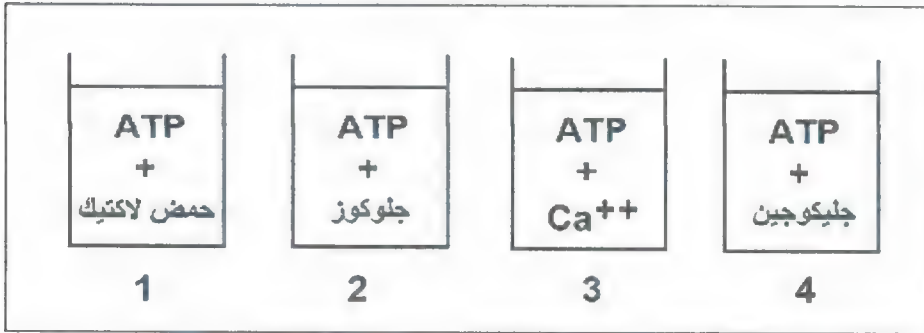 ATP
+
حمض لاكتيك
1
ATP
+
جلوكوز
2
ATP
+
Ca++
3
ATP
+
جليكوجين
4